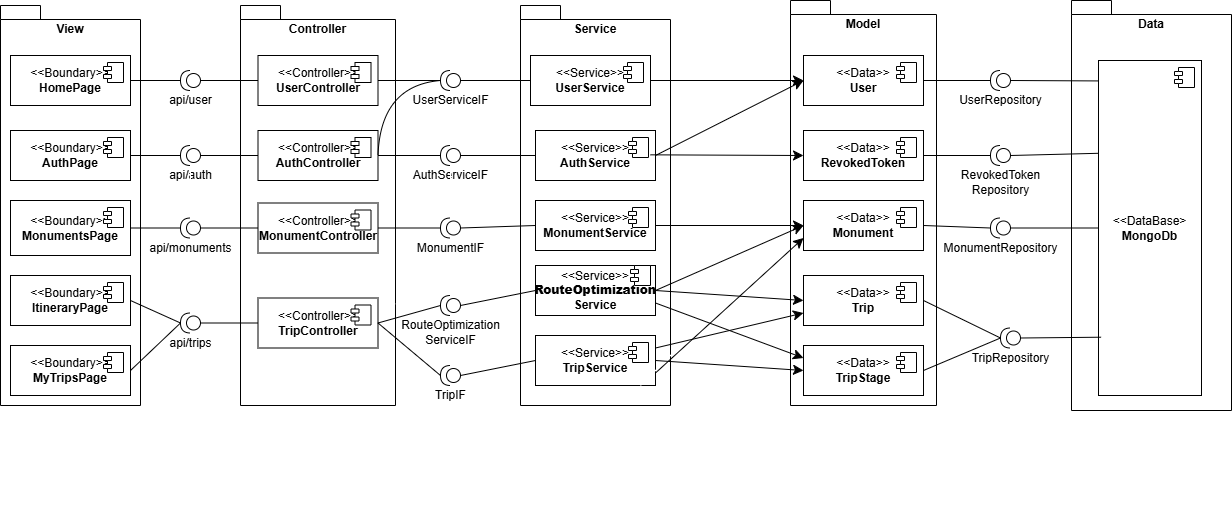 View
Controller
Service
Model
Data
<<Boundary>>
HomePage
api/user
<<Controller>>
UserController
UserServiceIF
<<Service>>
UserService
<<Data>>
User
UserRepository
<<Boundary>>
AuthPage
api/auth
<<Controller>>
AuthController
AuthServiceIF
<<Service>>
AuthService
<<Data>>
RevokedToken
RevokedToken
Repository
<<Boundary>>
MonumentsPage
api/monuments
<<Controller>>
MonumentController
MonumentIF
<<Service>>
MonumentService
<<Data>>
Monument
MonumentRepository
<<DataBase>>
MongoDb
<<Boundary>>
ItineraryPage
api/trips
<<Controller>>
TripController
RouteOptimization
ServiceIF
<<Service>>
RouteOptimization
Service
<<Data>>
Trip
TripRepository
<<Boundary>>
MyTripsPage
TripIF
<<Service>>
TripService
<<Data>>
TripStage